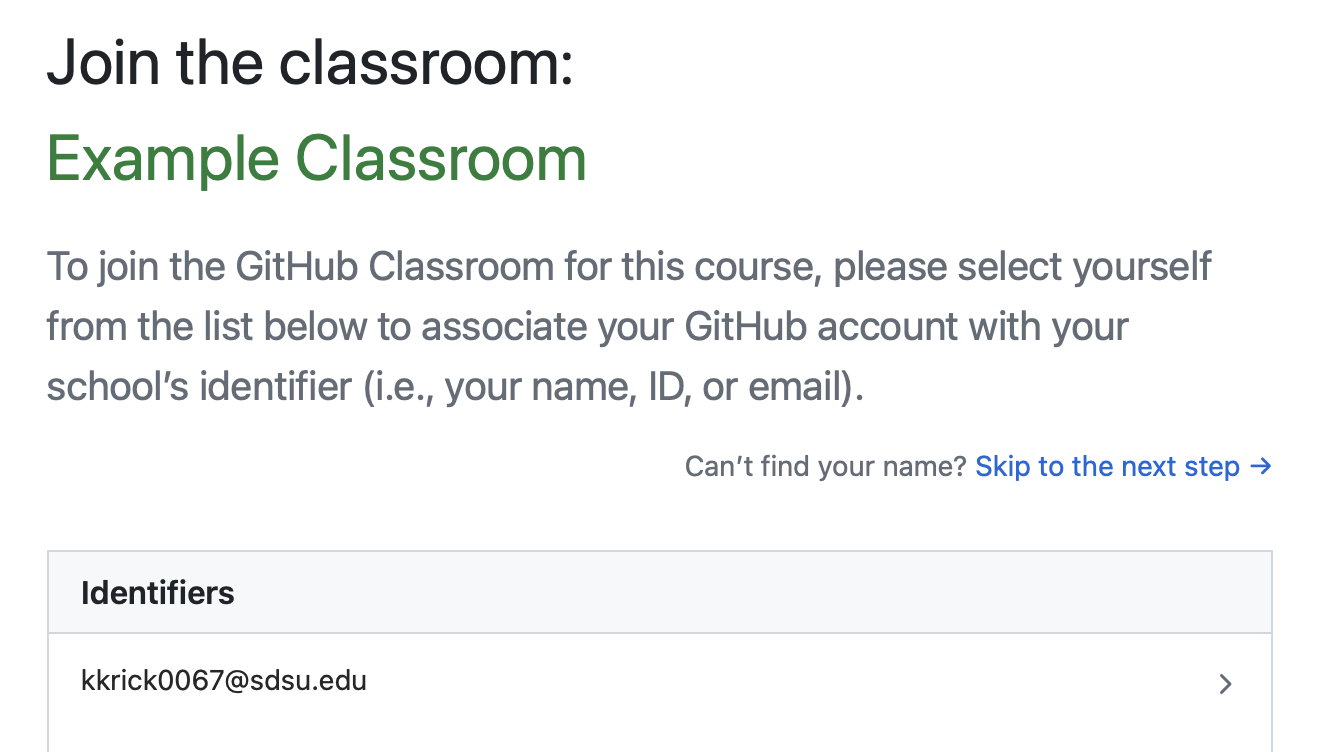 Join the classroom:
Example Classroom
To join the GitHub Classroom for this course, please select yourself
from the list below to associate your GitHub account with your
school’s identifier (i.e., your name, ID, or email).
Can’t find your name? Skip to the next step →
Identifiers
kkrick0067@sdsu.edu